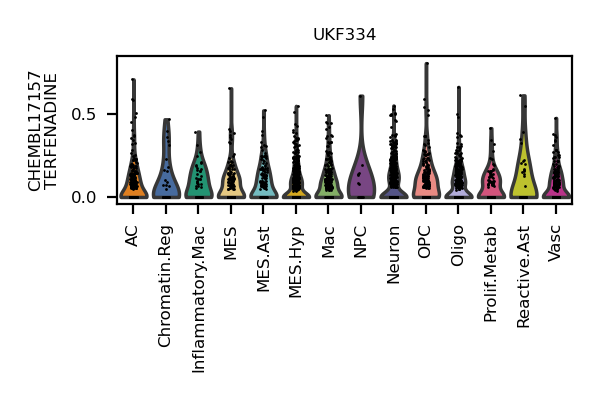 UKF334
CHEMBL17157
TERFENADINE
0.5
0.0
AC
Chromatin.Reg
Inflammatory.Mac
MES
MES.Ast
MES.Hyp
Mac
NPC
Neuron
OPC
Oligo
Prolif.Metab
Reactive.Ast
Vasc